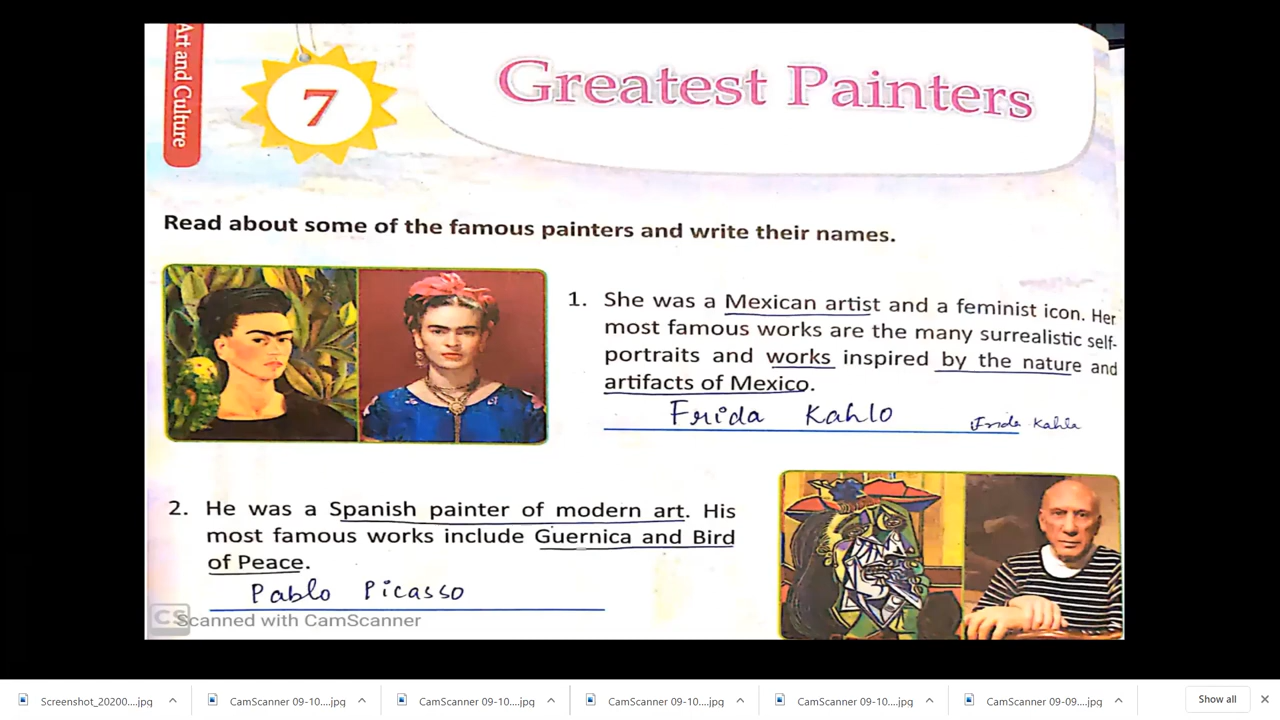 Art and Culture
7
Greatest Painters
Read about some of the famous painters and write their names.
1. She was a Mexican artist and a feminist icon. Her
most famous works are the many surrealistic self-
portraits and works inspired by the nature and
artifacts of Mexico.
Frida Kahlo Frida Kahlo
2. He was a Spanish painter of modern art. His
most famous works include Guernica and Bird
of Peace.
Pablo Picasso
CS Scanned with CamScanner
Screenshot_20200....jpg CamScanner 09-10....jpg CamScanner 09-10....jpg CamScanner 09-10....jpg CamScanner 09-10....jpg CamScanner 09-09....jpg Show all